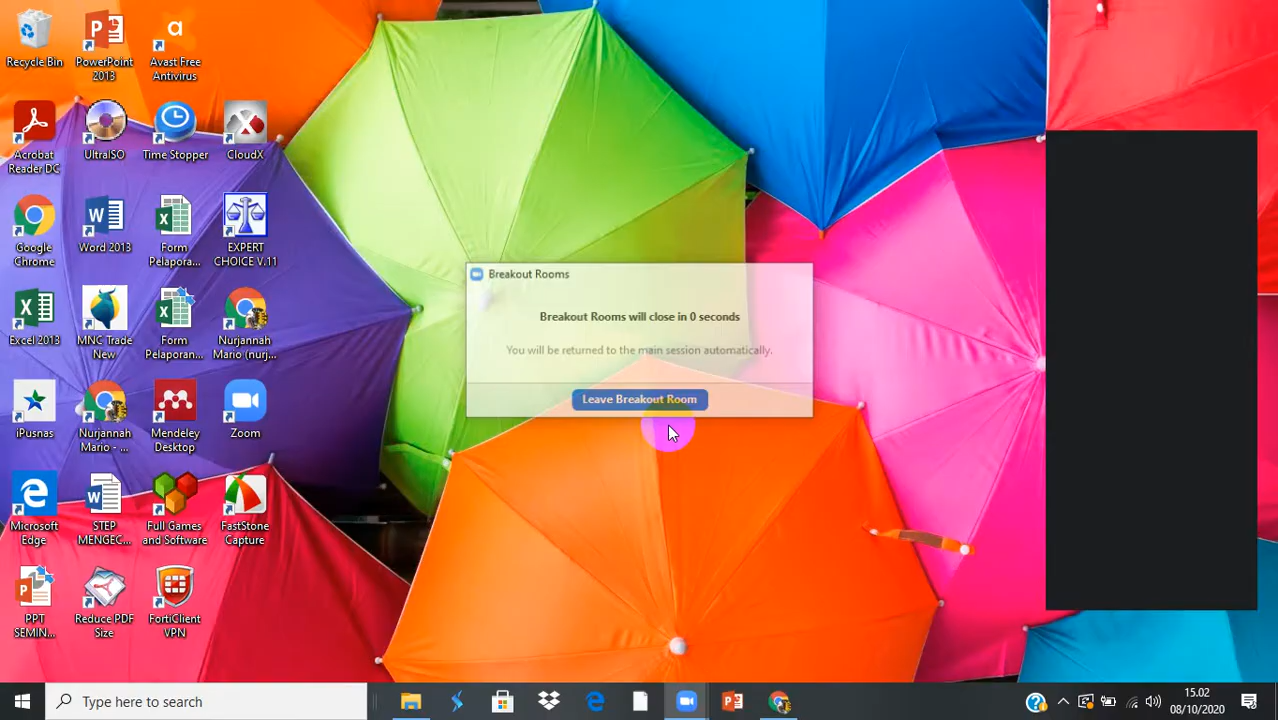 Recycle Bin
PowerPoint 2013
a
Avast Free Antivirus
Acrobat Reader DC
UltraISO
Time Stopper
CloudX
Google Chrome
Word 2013
Form Pelapora...
EXPERT CHOICE V.11
Excel 2013
MNC Trade New
Form Pelaporan...
Nurjannah Mario (nurj...
iPusnas
Nurjannah Mario - ...
Mendeley Desktop
Zoom
Microsoft Edge
STEP MENGEC...
Full Games and Software
FastStone Capture
PPT SEMIN...
Reduce PDF Size
FortiClient VPN
Breakout Rooms
Breakout Rooms will close in 0 seconds
You will be returned to the main session automatically.
Leave Breakout Room
Type here to search
15.02
08/10/2020